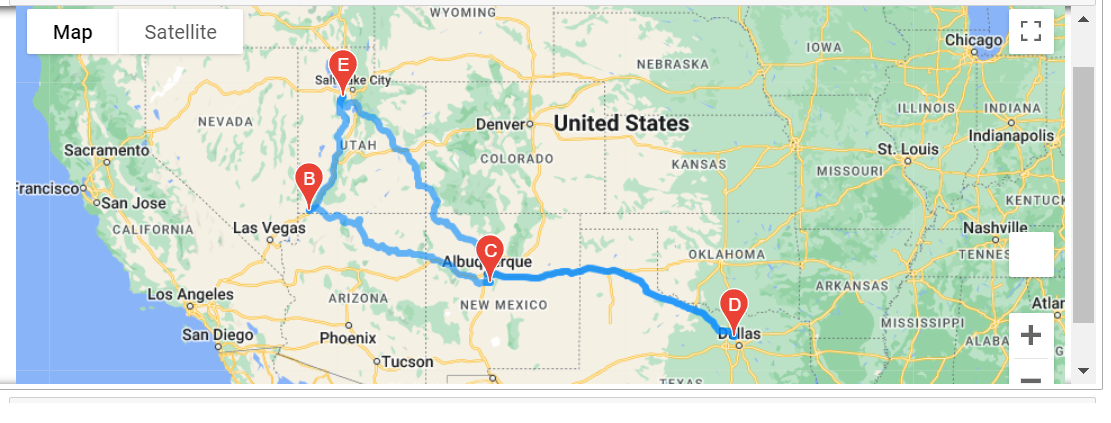 WYOMING
Map
Satellite
Chicago
IOWA
E
Salt Lake City
NEBRASKA
ILLINOIS
INDIANA
NEVADA
Denver
United States
Indianapolis
UTAH
Sacramento
COLORADO
St. Louis
KANSAS
MISSOURI
B
Francisco
San Jose
KENTUCK
CALIFORNIA
Las Vegas
Nashville
C
Albuquerque
OKLAHOMA
TENNES
ARKANSAS
Los Angeles
ARIZONA
NEW MEXICO
D
Atlan
MISSISSIPPI
San Diego
Phoenix
Dallas
ALABA
G
Tucson
TEXAS